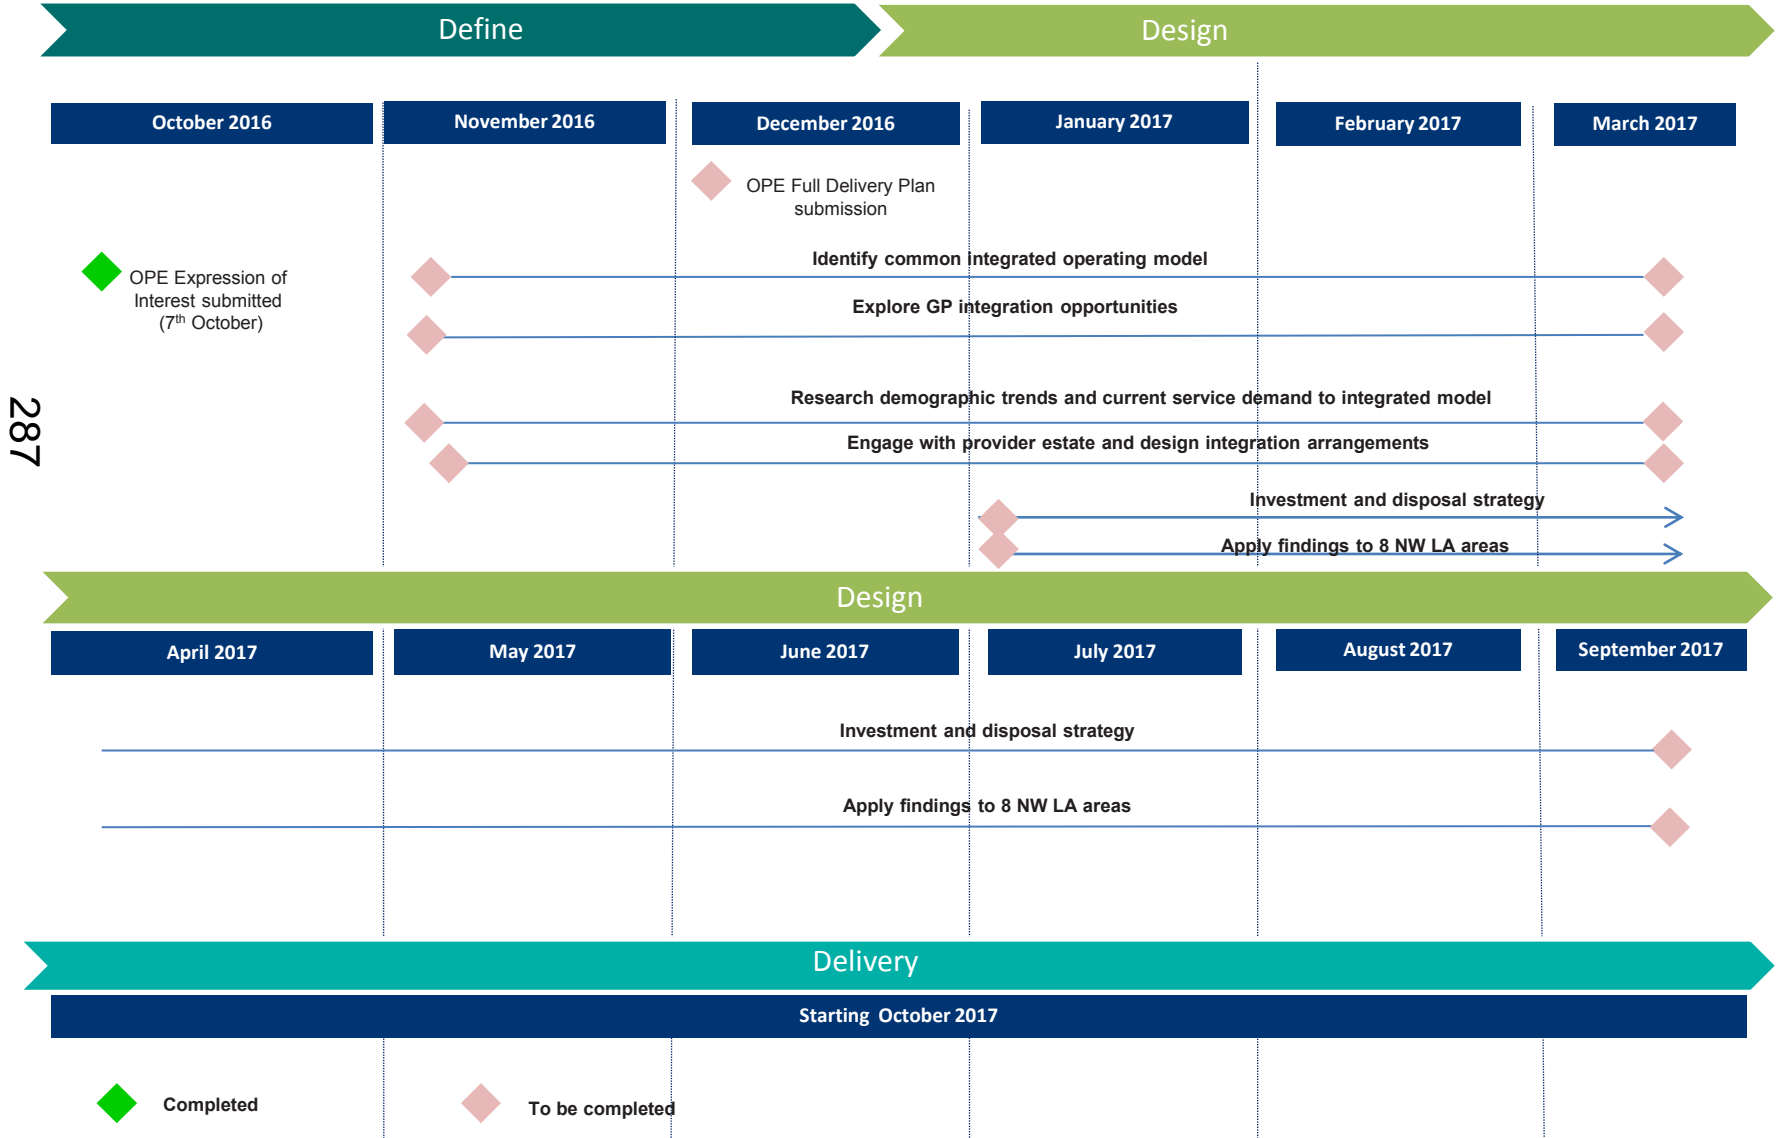 Define
Design
October 2016
November 2016
December 2016
January 2017
February 2017
March 2017
OPE Full Delivery Plan
submission
OPE Expression of
Interest submitted
(7th October)
Identify common integrated operating model
Explore GP integration opportunities
Research demographic trends and current service demand to integrated model
Engage with provider estate and design integration arrangements
Investment and disposal strategy
Apply findings to 8 NW LA areas
287
Design
April 2017
May 2017
June 2017
July 2017
August 2017
September 2017
Investment and disposal strategy
Apply findings to 8 NW LA areas
Delivery
Starting October 2017
Completed
To be completed